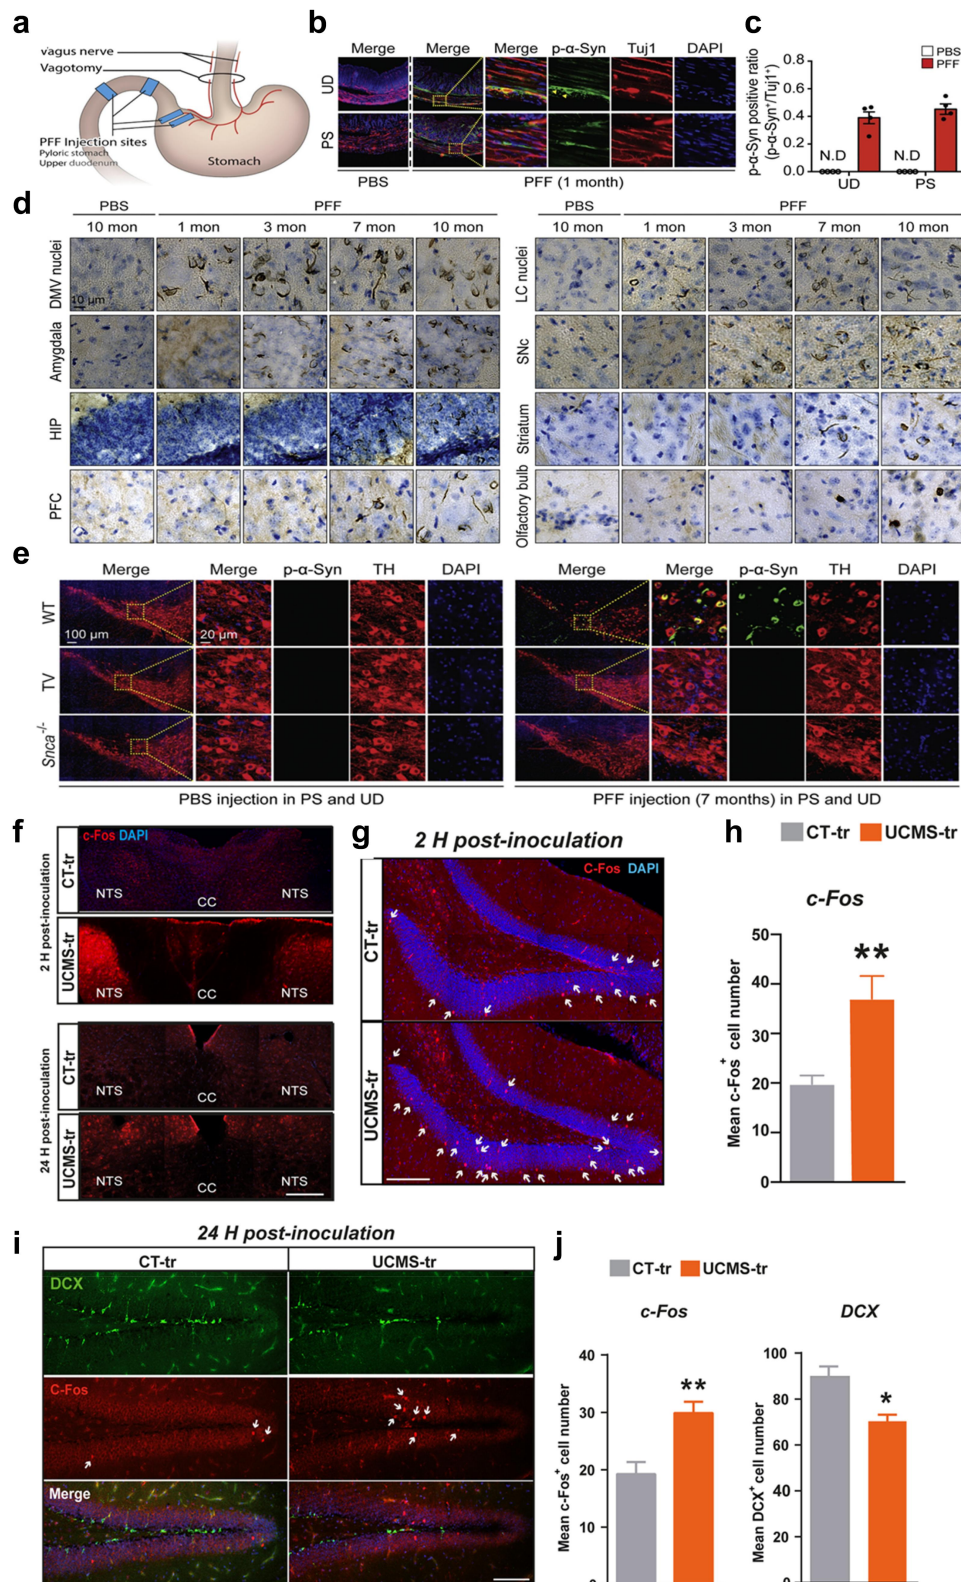 a
Vagus nerve
Vagotomy
PFF Injection sites
Pyloric stomach
Upper duodenum
Stomach
b
Merge Merge Merge p-α-Syn Tuj1 DAPI
UD
PS
PBS PFF (1 month)
c
PBS
PFF
p-α-Syn positive ratio
(p-α-Syn⁺/Tuj1⁺)
0.8
0.6
0.4
0.2
0.0
N.D N.D
UD PS
d
PBS PFF
10 mon 1 mon 3 mon 7 mon 10 mon
DMV nuclei
10 µm
Amygdala
HIP
PFC
PBS PFF
10 mon 1 mon 3 mon 7 mon 10 mon
LC nuclei
SNc
Striatum
Olfactory bulb
e
Merge Merge p-α-Syn TH DAPI
Merge Merge p-α-Syn TH DAPI
WT
100 µm 20 µm
TV
Snca⁻/⁻
PBS injection in PS and UD
PFF injection (7 months) in PS and UD
f
c-Fos DAPI
2 H post-inoculation
CT-tr
NTS CC NTS
UCMS-tr
NTS CC NTS
24 H post-inoculation
CT-tr
NTS CC NTS
UCMS-tr
NTS CC NTS
g
2 H post-inoculation
C-Fos DAPI
CT-tr
UCMS-tr
h
CT-tr UCMS-tr
c-Fos
Mean c-Fos⁺ cell number
50
40
30
20
10
0
**
i
24 H post-inoculation
CT-tr UCMS-tr
DCX
C-Fos
Merge
j
CT-tr UCMS-tr
c-Fos
Mean c-Fos⁺ cell number
40
30
20
10
0
**
DCX
Mean DCX⁺ cell number
100
80
60
40
20
0
*